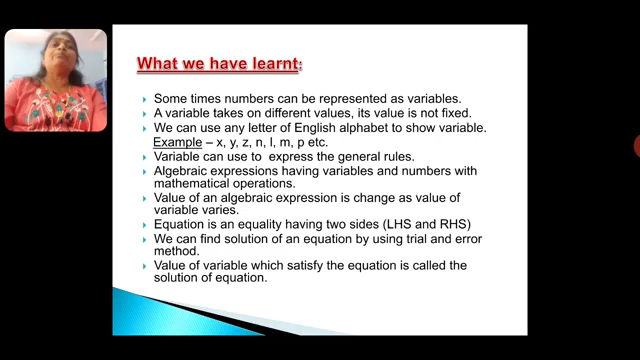 What we have learnt:
Some times numbers can be represented as variables.
A variable takes on different values, its value is not fixed.
We can use any letter of English alphabet to show variable.
Example – x, y, z, n, l, m, p etc.
Variable can use to express the general rules.
Algebraic expressions having variables and numbers with
mathematical operations.
Value of an algebraic expression is change as value of
variable varies.
Equation is an equality having two sides (LHS and RHS)
We can find solution of an equation by using trial and error
method.
Value of variable which satisfy the equation is called the
solution of equation.